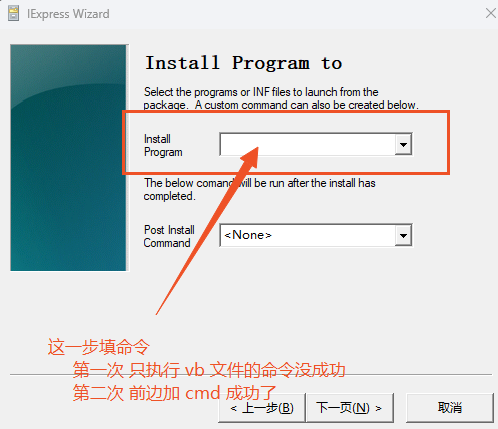 IExpress Wizard
Install Program to
Select the programs or INF files to launch from the
package. A custom command can also be created below.
Install
Program
The below comand will be run after the install has
completed.
Post Install
Command
<None>
这一步填命令
第一次 只执行 vb 文件的命令没成功
第二次 前边加 cmd 成功了
< 上一步(B)
下一页(N) >
取消